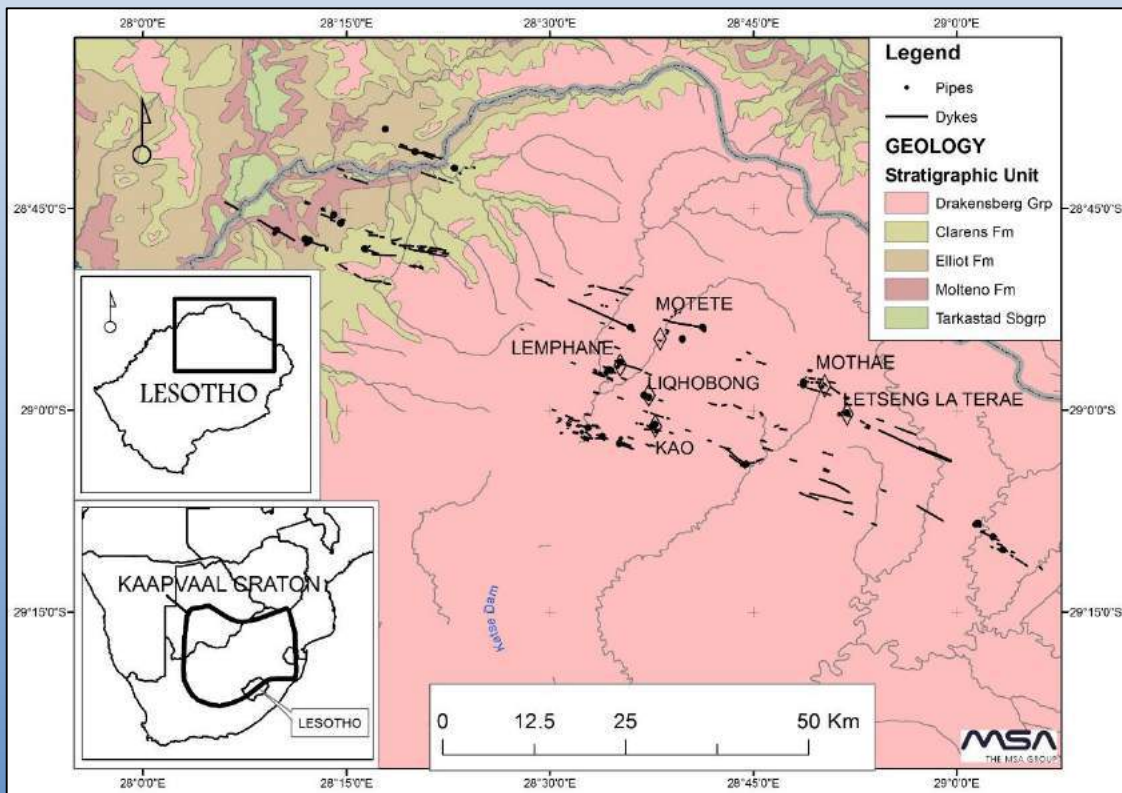 28°0'0"E 28°15'0"E 28°30'0"E 28°45'0"E 29°0'0"E
Legend
Pipes
Dykes
GEOLOGY
Stratigraphic Unit
Drakensberg Grp
Clarens Fm
Elliot Fm
Molteno Fm
Tarkastad Sbgrp
28°45'0"S 28°45'0"S
MOTETE
LEMPHANE
MOTHAE
LIQHOBONG
LETSENG LA TERAE
KAO
29°0'0"S 29°0'0"S
LESOTHO
KAAPVAAL CRATON
LESOTHO
29°15'0"S 29°15'0"S
Katse Dam
0 12.5 25 50 Km
MSA
THE MSA GROUP
28°0'0"E 28°15'0"E 28°30'0"E 28°45'0"E 29°0'0"E